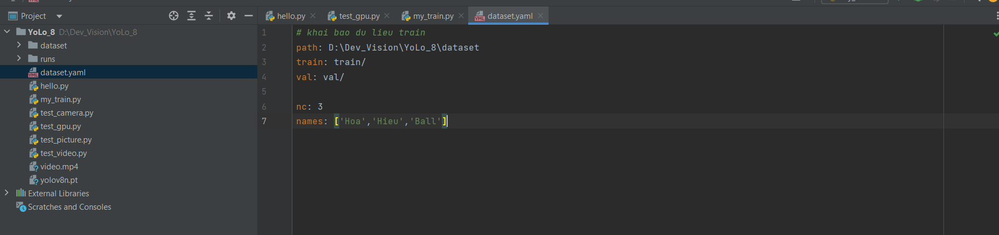 Project
hello.py
test_gpu.py
my_train.py
dataset.yaml
YoLo_8 D:\Dev_Vision\YoLo_8
dataset
runs
dataset.yaml
hello.py
my_train.py
test_camera.py
test_gpu.py
test_picture.py
test_video.py
video.mp4
yolov8n.pt
External Libraries
Scratches and Consoles
1 # khai bao du lieu train
2 path: D:\Dev_Vision\YoLo_8\dataset
3 train: train/
4 val: val/
5
6 nc: 3
7 names: ['Hoa','Hieu','Ball']